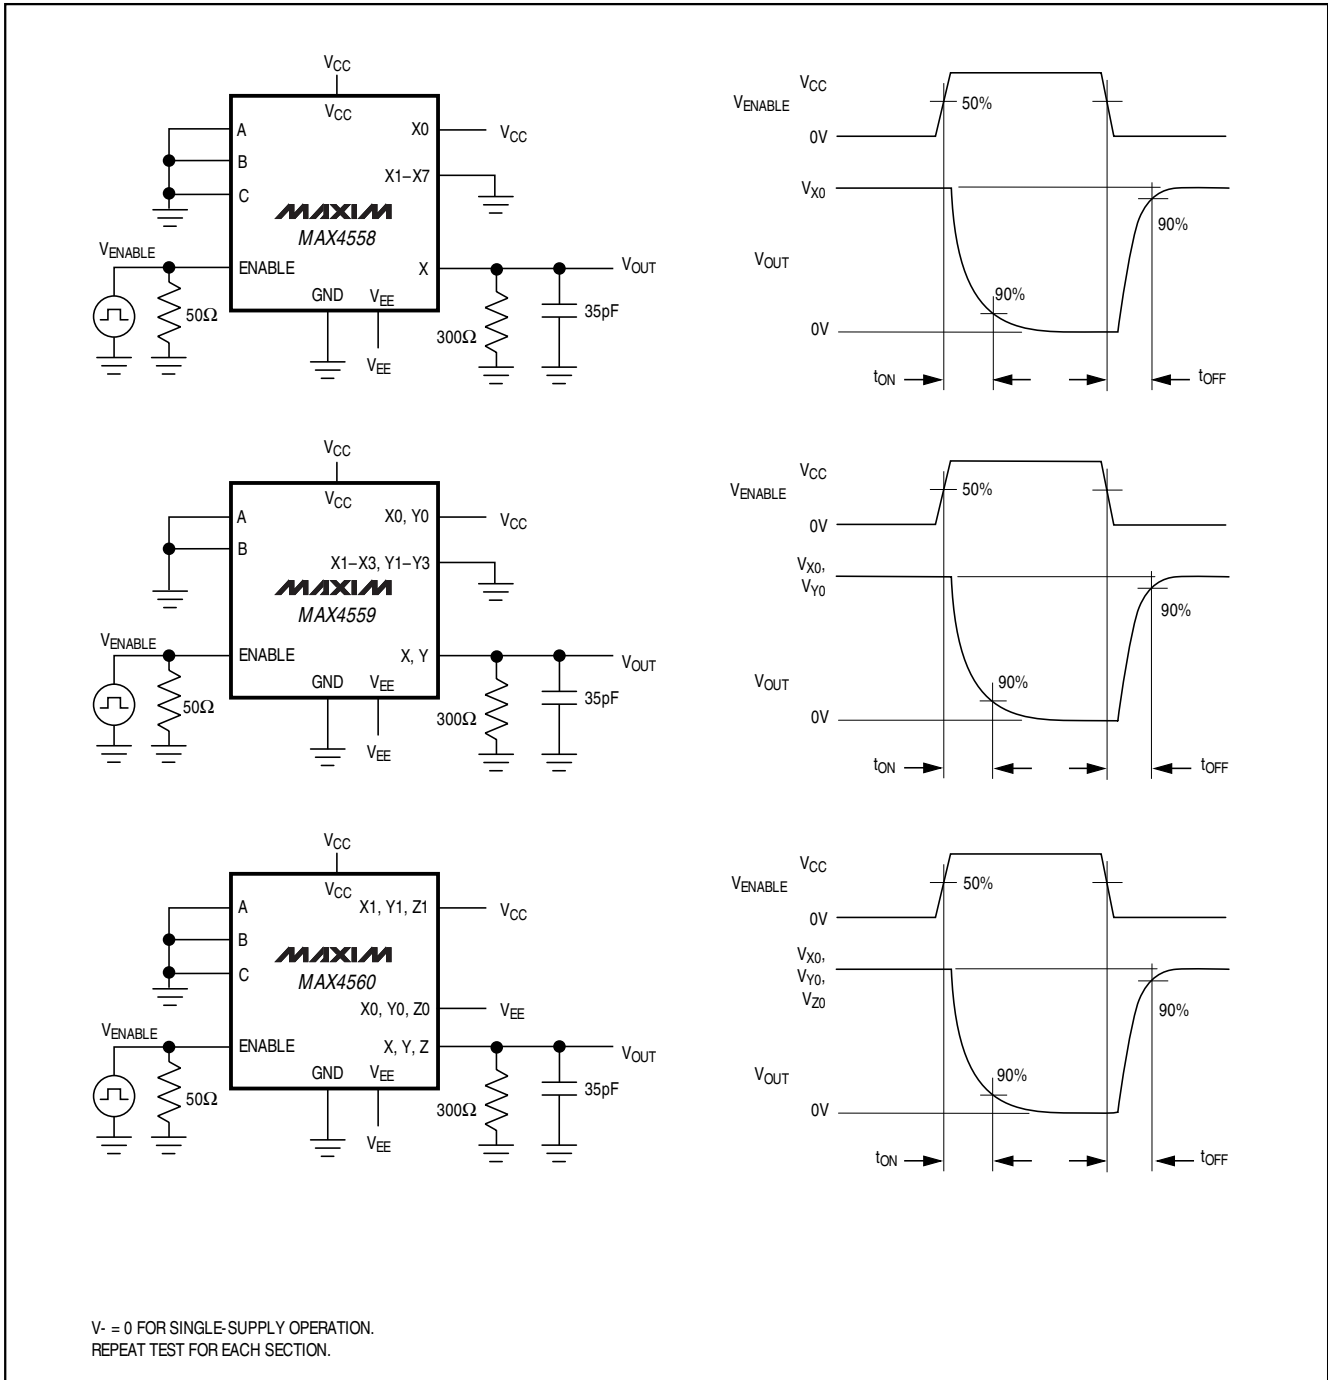 VCC
VCC
A
X0
VCC
B
X1–X7
C
MAXIM
MAX4558
VENABLE
ENABLE
X
VOUT
50Ω
GND
VEE
300Ω
35pF
VEE
VCC
VENABLE
50%
0V
VX0
90%
VOUT
90%
0V
tON
tOFF
VCC
VCC
A
X0, Y0
VCC
B
X1–X3, Y1–Y3
MAXIM
MAX4559
VENABLE
ENABLE
X, Y
VOUT
50Ω
GND
VEE
300Ω
35pF
VEE
VCC
VENABLE
50%
0V
VX0,
VY0
90%
VOUT
90%
0V
tON
tOFF
VCC
VCC
A
X1, Y1, Z1
VCC
B
MAXIM
C
MAX4560
X0, Y0, Z0
VEE
VENABLE
ENABLE
X, Y, Z
VOUT
50Ω
GND
VEE
300Ω
35pF
VEE
VCC
VENABLE
50%
0V
VX0,
VY0,
VZ0
90%
VOUT
90%
0V
tON
tOFF
V- = 0 FOR SINGLE-SUPPLY OPERATION.
REPEAT TEST FOR EACH SECTION.